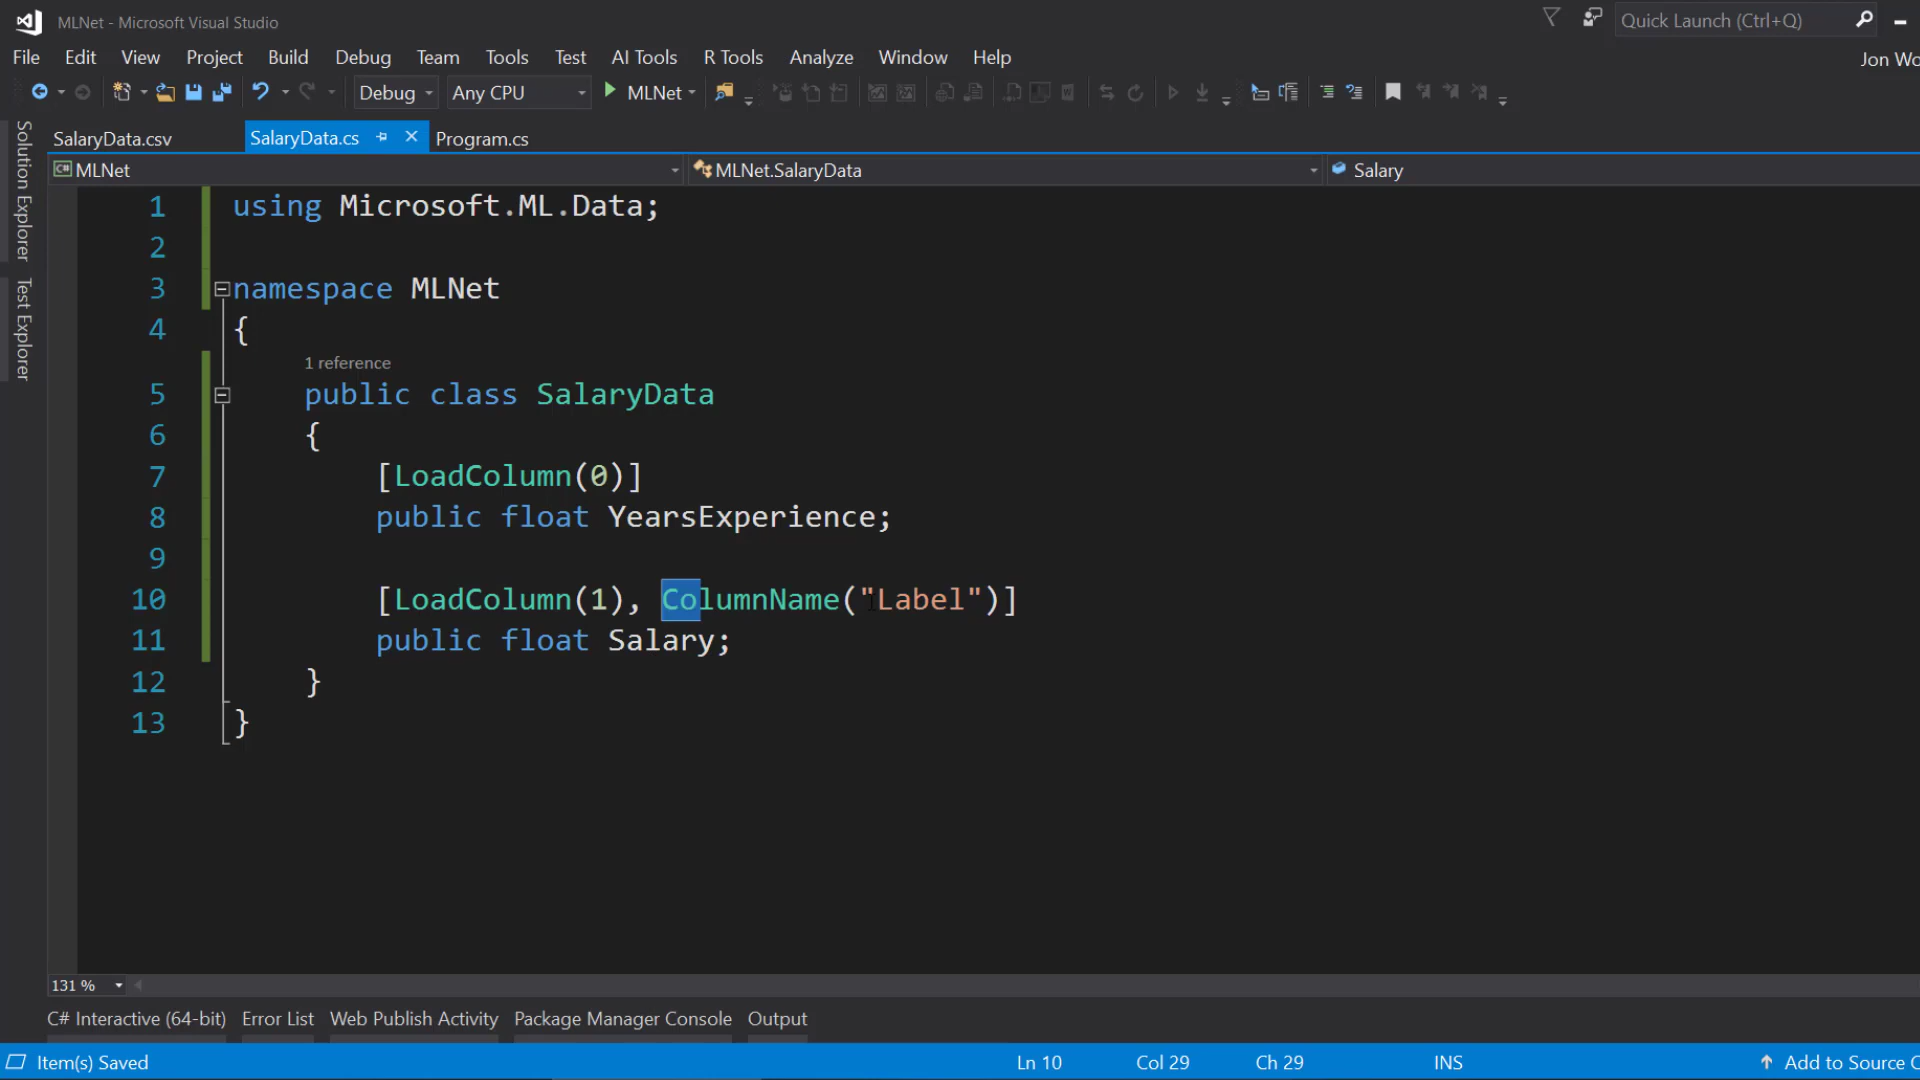 MLNet - Microsoft Visual Studio
Quick Launch (Ctrl+Q)
File Edit View Project Build Debug Team Tools Test AI Tools R Tools Analyze Window Help
Jon Wo
Debug Any CPU MLNet
Solution Explorer
Test Explorer
SalaryData.csv SalaryData.cs Program.cs
MLNet MLNet.SalaryData Salary
1 using Microsoft.ML.Data;
2
3 namespace MLNet
4 {
1 reference
5 public class SalaryData
6 {
7 [LoadColumn(0)]
8 public float YearsExperience;
9
10 [LoadColumn(1), ColumnName("Label")]
11 public float Salary;
12 }
13 }
131 %
C# Interactive (64-bit) Error List Web Publish Activity Package Manager Console Output
Item(s) Saved Ln 10 Col 29 Ch 29 INS Add to Source C